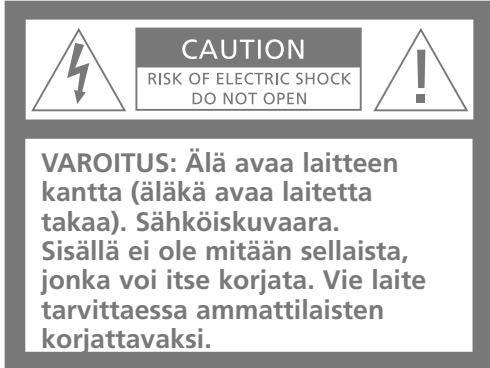 CAUTION
RISK OF ELECTRIC SHOCK
DO NOT OPEN
VAROITUS: Älä avaa laitteen
kantta (äläkä avaa laitetta
takaa). Sähköiskuvaara.
Sisällä ei ole mitään sellaista,
jonka voi itse korjata. Vie laite
tarvittaessa ammattilaisten
korjattavaksi.